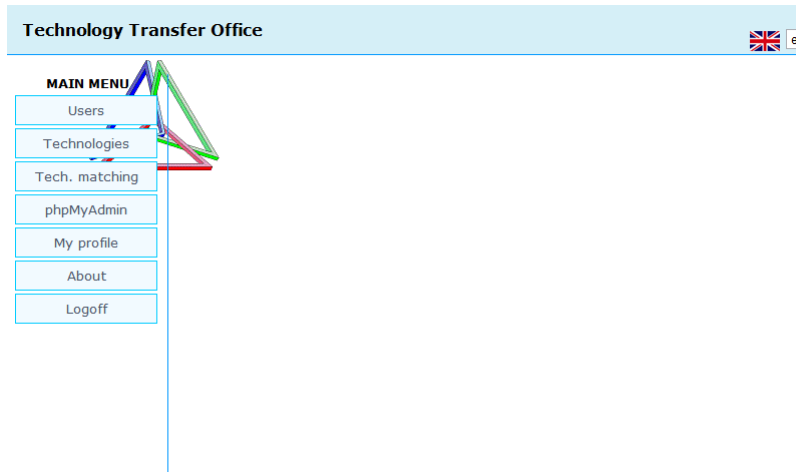 Technology Transfer Office
e
MAIN MENU
Users
Technologies
Tech. matching
phpMyAdmin
My profile
About
Logoff